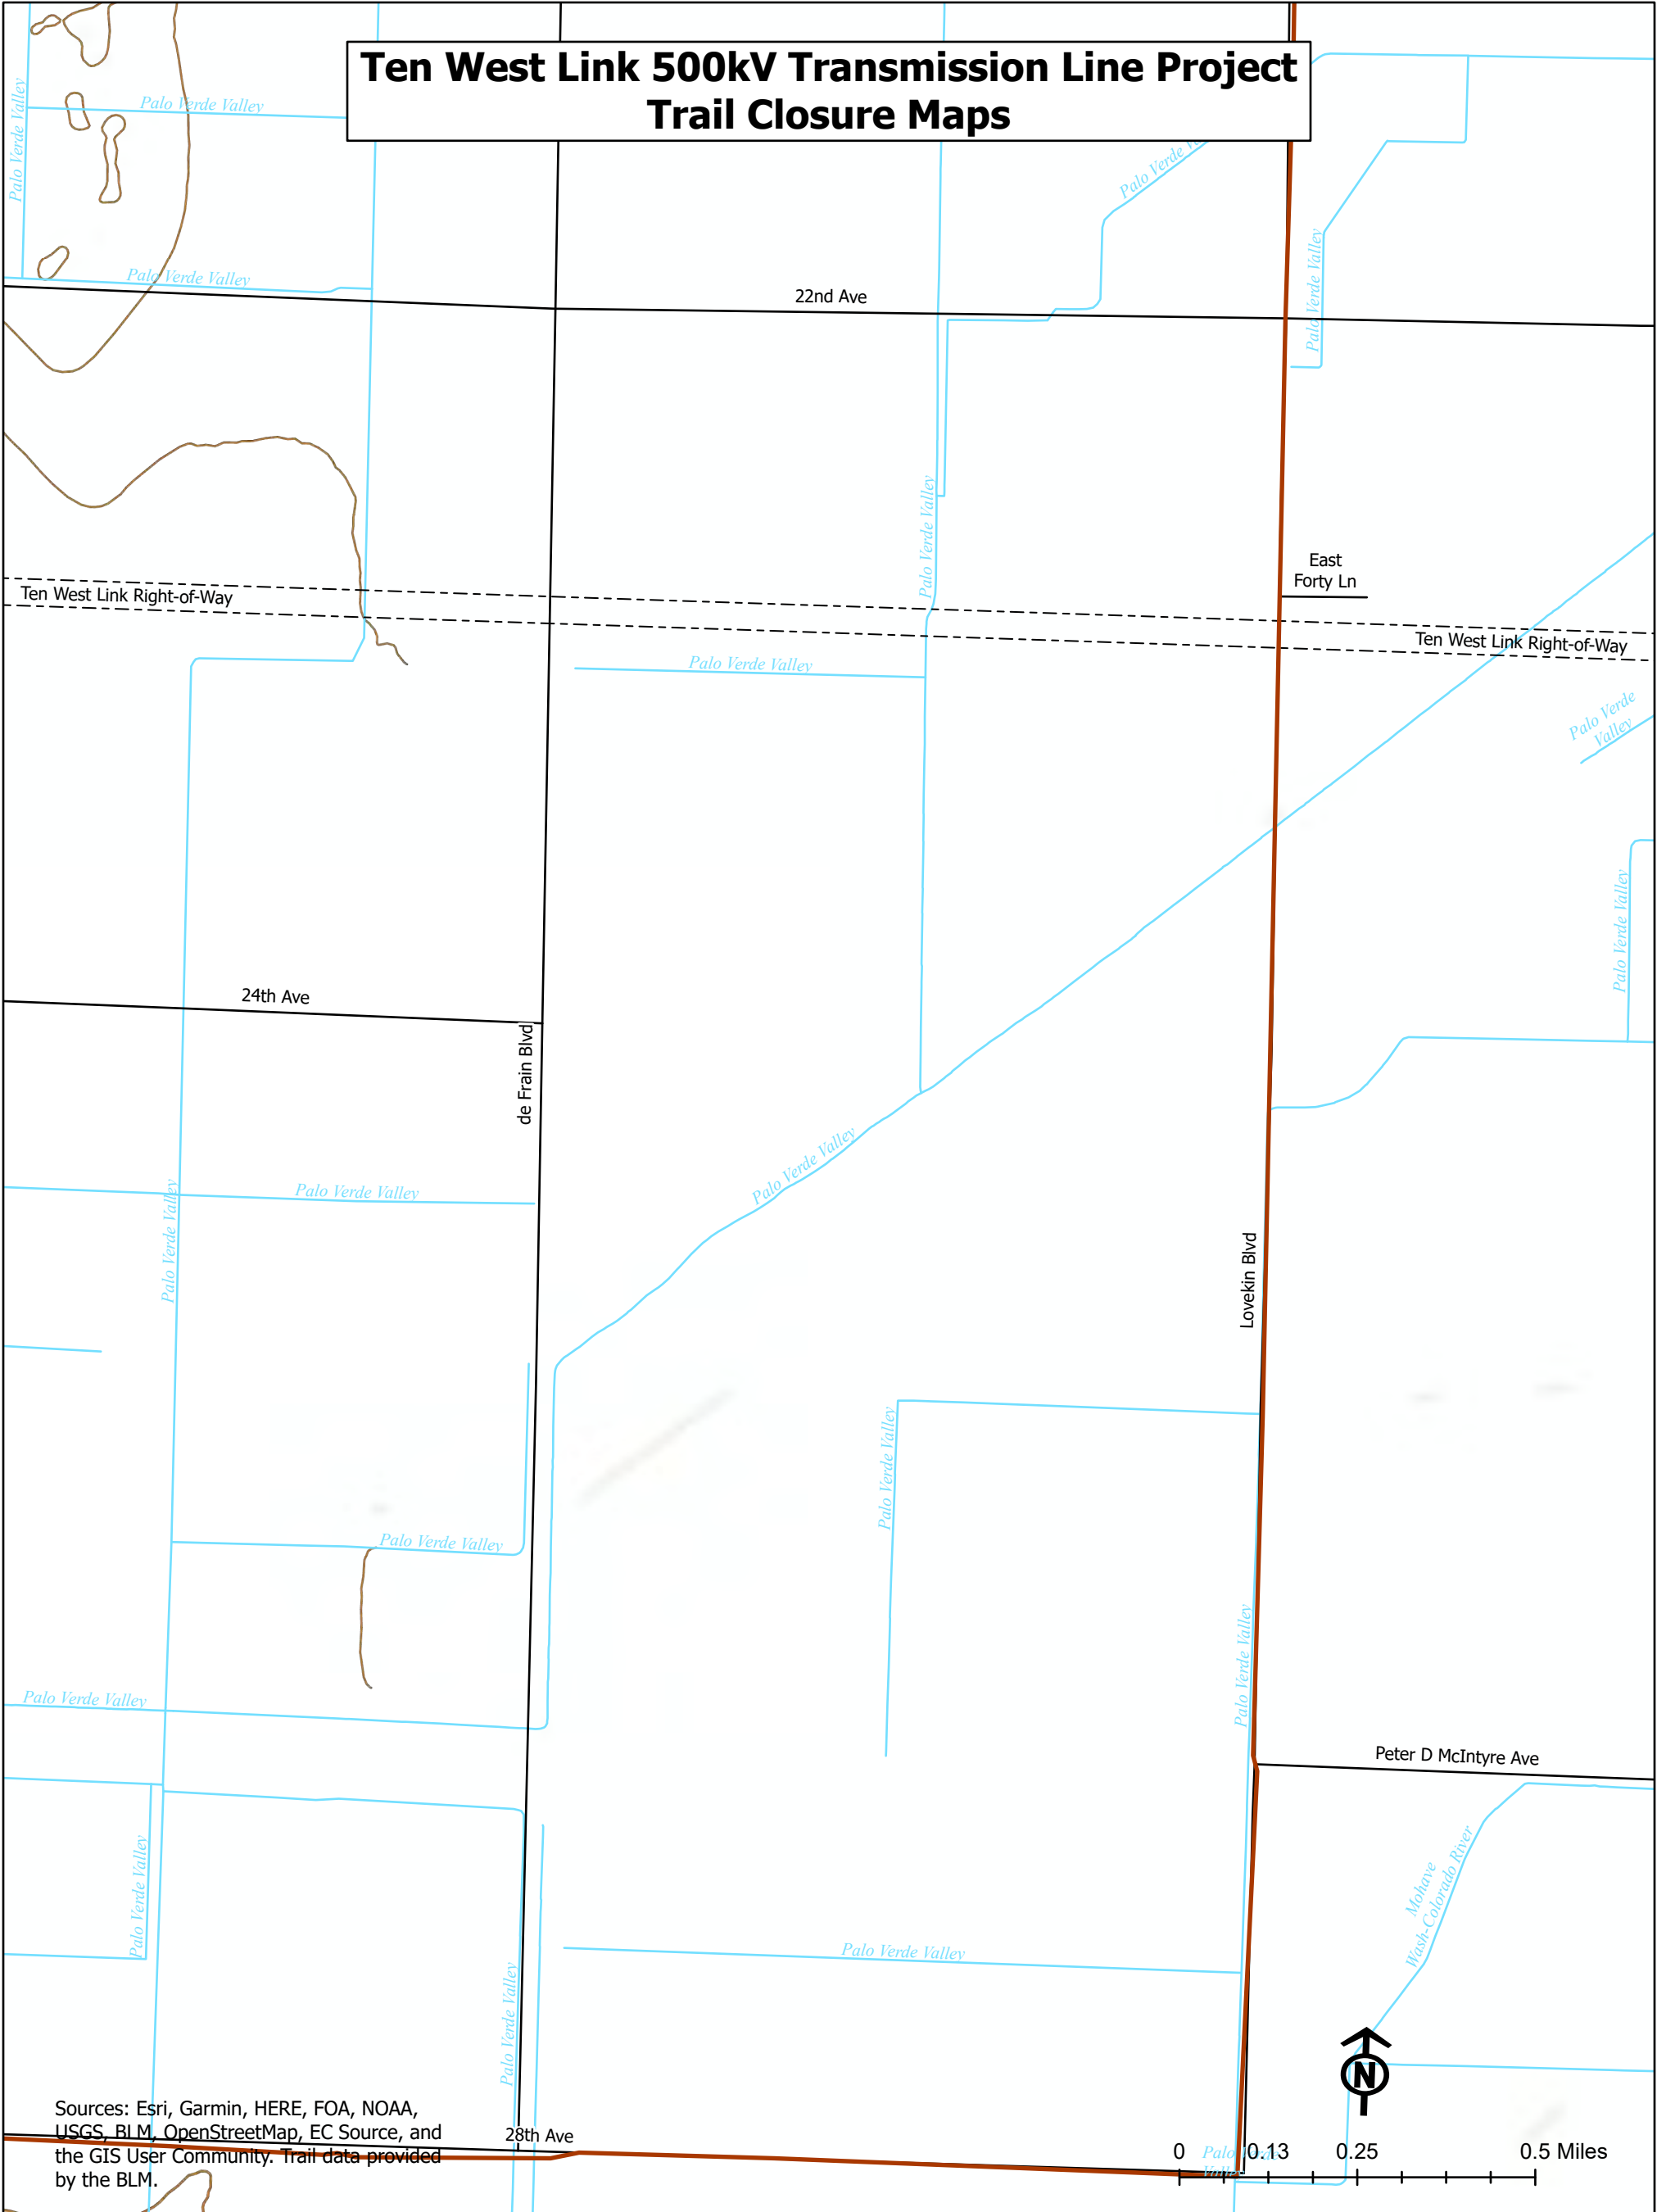 Ten West Link 500kV Transmission Line Project
Trail Closure Maps
Palo Verde Valley
Palo Verde Valley
Palo Verde
Palo Verde Valley
22nd Ave
Palo Verde Valley
Palo Verde Valley
East
Forty Ln
Ten West Link Right-of-Way
Ten West Link Right-of-Way
Palo Verde Valley
Palo Verde
Valley
Palo Verde Valley
24th Ave
de Frain Blvd
Palo Verde Valley
Palo Verde Valley
Palo Verde Valley
Lovekin Blvd
Palo Verde Valley
Palo Verde Valley
Palo Verde Valley
Palo Verde Valley
Peter D McIntyre Ave
Palo Verde Valley
Mohave
Wash-Colorado River
Palo Verde Valley
Palo Verde Valley
N
Sources: Esri, Garmin, HERE, FOA, NOAA,
USGS, BLM, OpenStreetMap, EC Source, and
the GIS User Community. Trail data provided
by the BLM.
28th Ave
Palo Verde
0 0.13 0.25 0.5 Miles